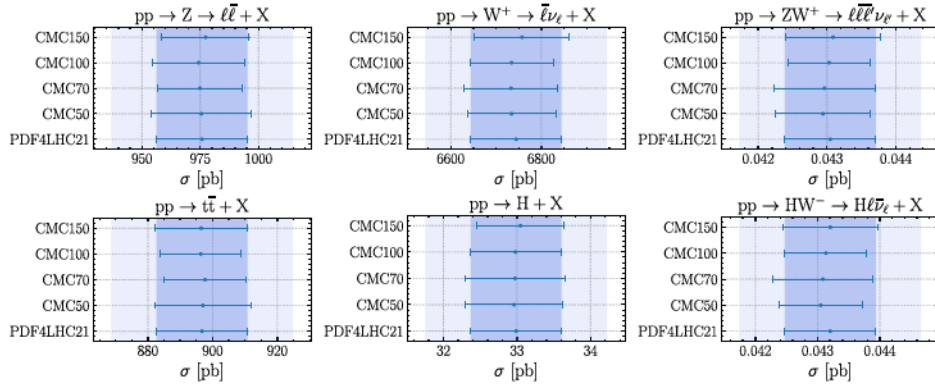 pp → Z → ℓℓ̅ + X
pp → W⁺ → ℓ̅ν_ℓ + X
pp → ZW⁺ → ℓℓ̅ℓ̅′ν_ℓ′ + X
CMC150
CMC100
CMC70
CMC50
PDF4LHC21
950 975 1000
σ [pb]
CMC150
CMC100
CMC70
CMC50
PDF4LHC21
6600 6800
σ [pb]
CMC150
CMC100
CMC70
CMC50
PDF4LHC21
0.042 0.043 0.044
σ [pb]
pp → tt̅ + X
pp → H + X
pp → HW⁻ → Hℓν̅_ℓ + X
CMC150
CMC100
CMC70
CMC50
PDF4LHC21
880 900 920
σ [pb]
CMC150
CMC100
CMC70
CMC50
PDF4LHC21
32 33 34
σ [pb]
CMC150
CMC100
CMC70
CMC50
PDF4LHC21
0.042 0.043 0.044
σ [pb]